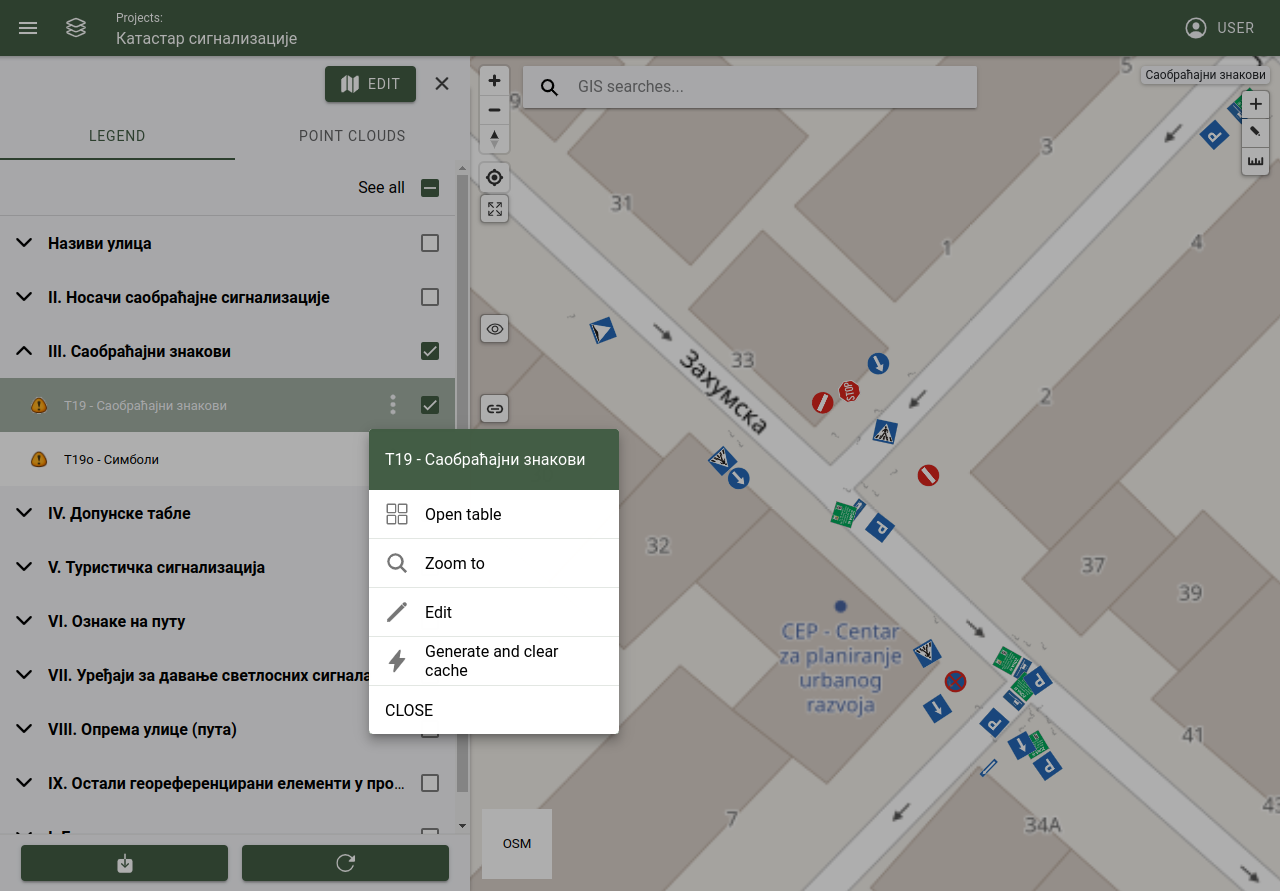 Projects:
Катастар сигнализације
USER
EDIT
LEGEND
POINT CLOUDS
See all
Називи улица
II. Носачи саобраћајне сигнализације
III. Саобраћајни знакови
Т19 - Саобраћајни знакови
Т19о - Симболи
IV. Допунске табле
V. Туристичка сигнализација
VI. Ознаке на путу
VII. Уређаји за давање светлосних сигнала
VIII. Опрема улице (пута)
IX. Остали геореференцирани елементи у про...
Т19 - Саобраћајни знакови
Open table
Zoom to
Edit
Generate and clear
cache
CLOSE
GIS searches...
Саобраћајни знакови
9
5
3
31
1
4
33
Захумска
STOP
2
32
37
39
CEP - Centar
za planiranje
urbanog
razvoja
P
P
P
P
P
41
7
34A
43
OSM